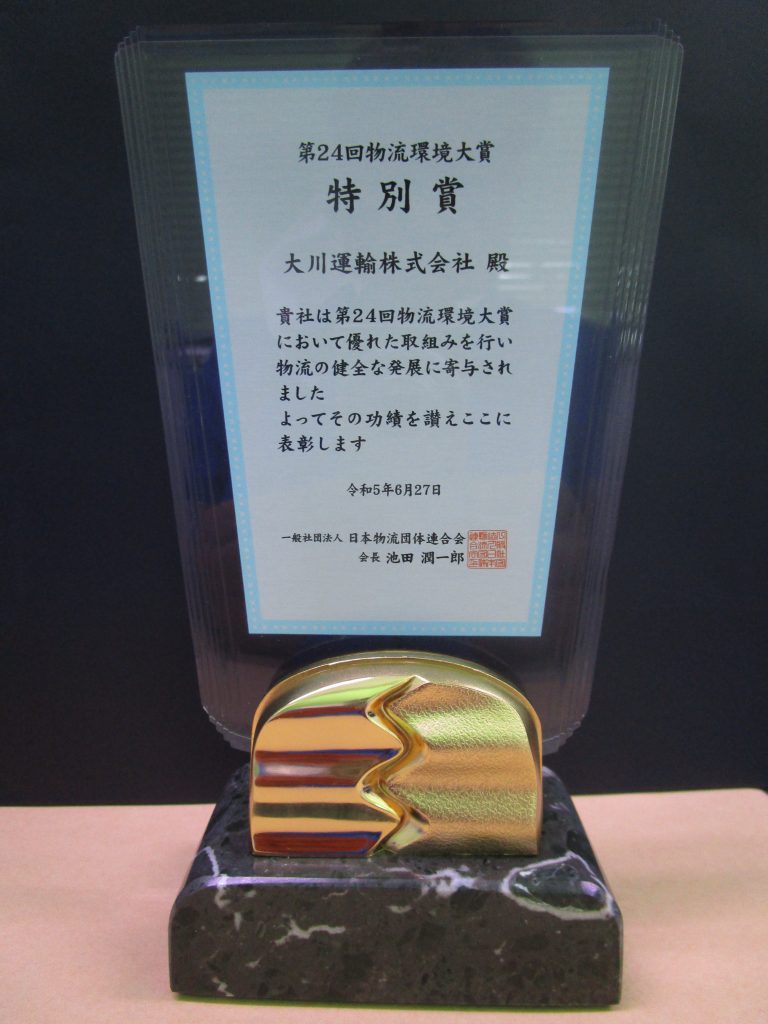 第24回物流環境大賞
特別賞
大川運輸株式会社 殿
貴社は第24回物流環境大賞
において優れた取組みを行い
物流の健全な発展に寄与され
ました
よってその功績を讃えここに
表彰します
令和5年6月27日
一般社団法人 日本物流団体連合会
会長 池田 潤一郎